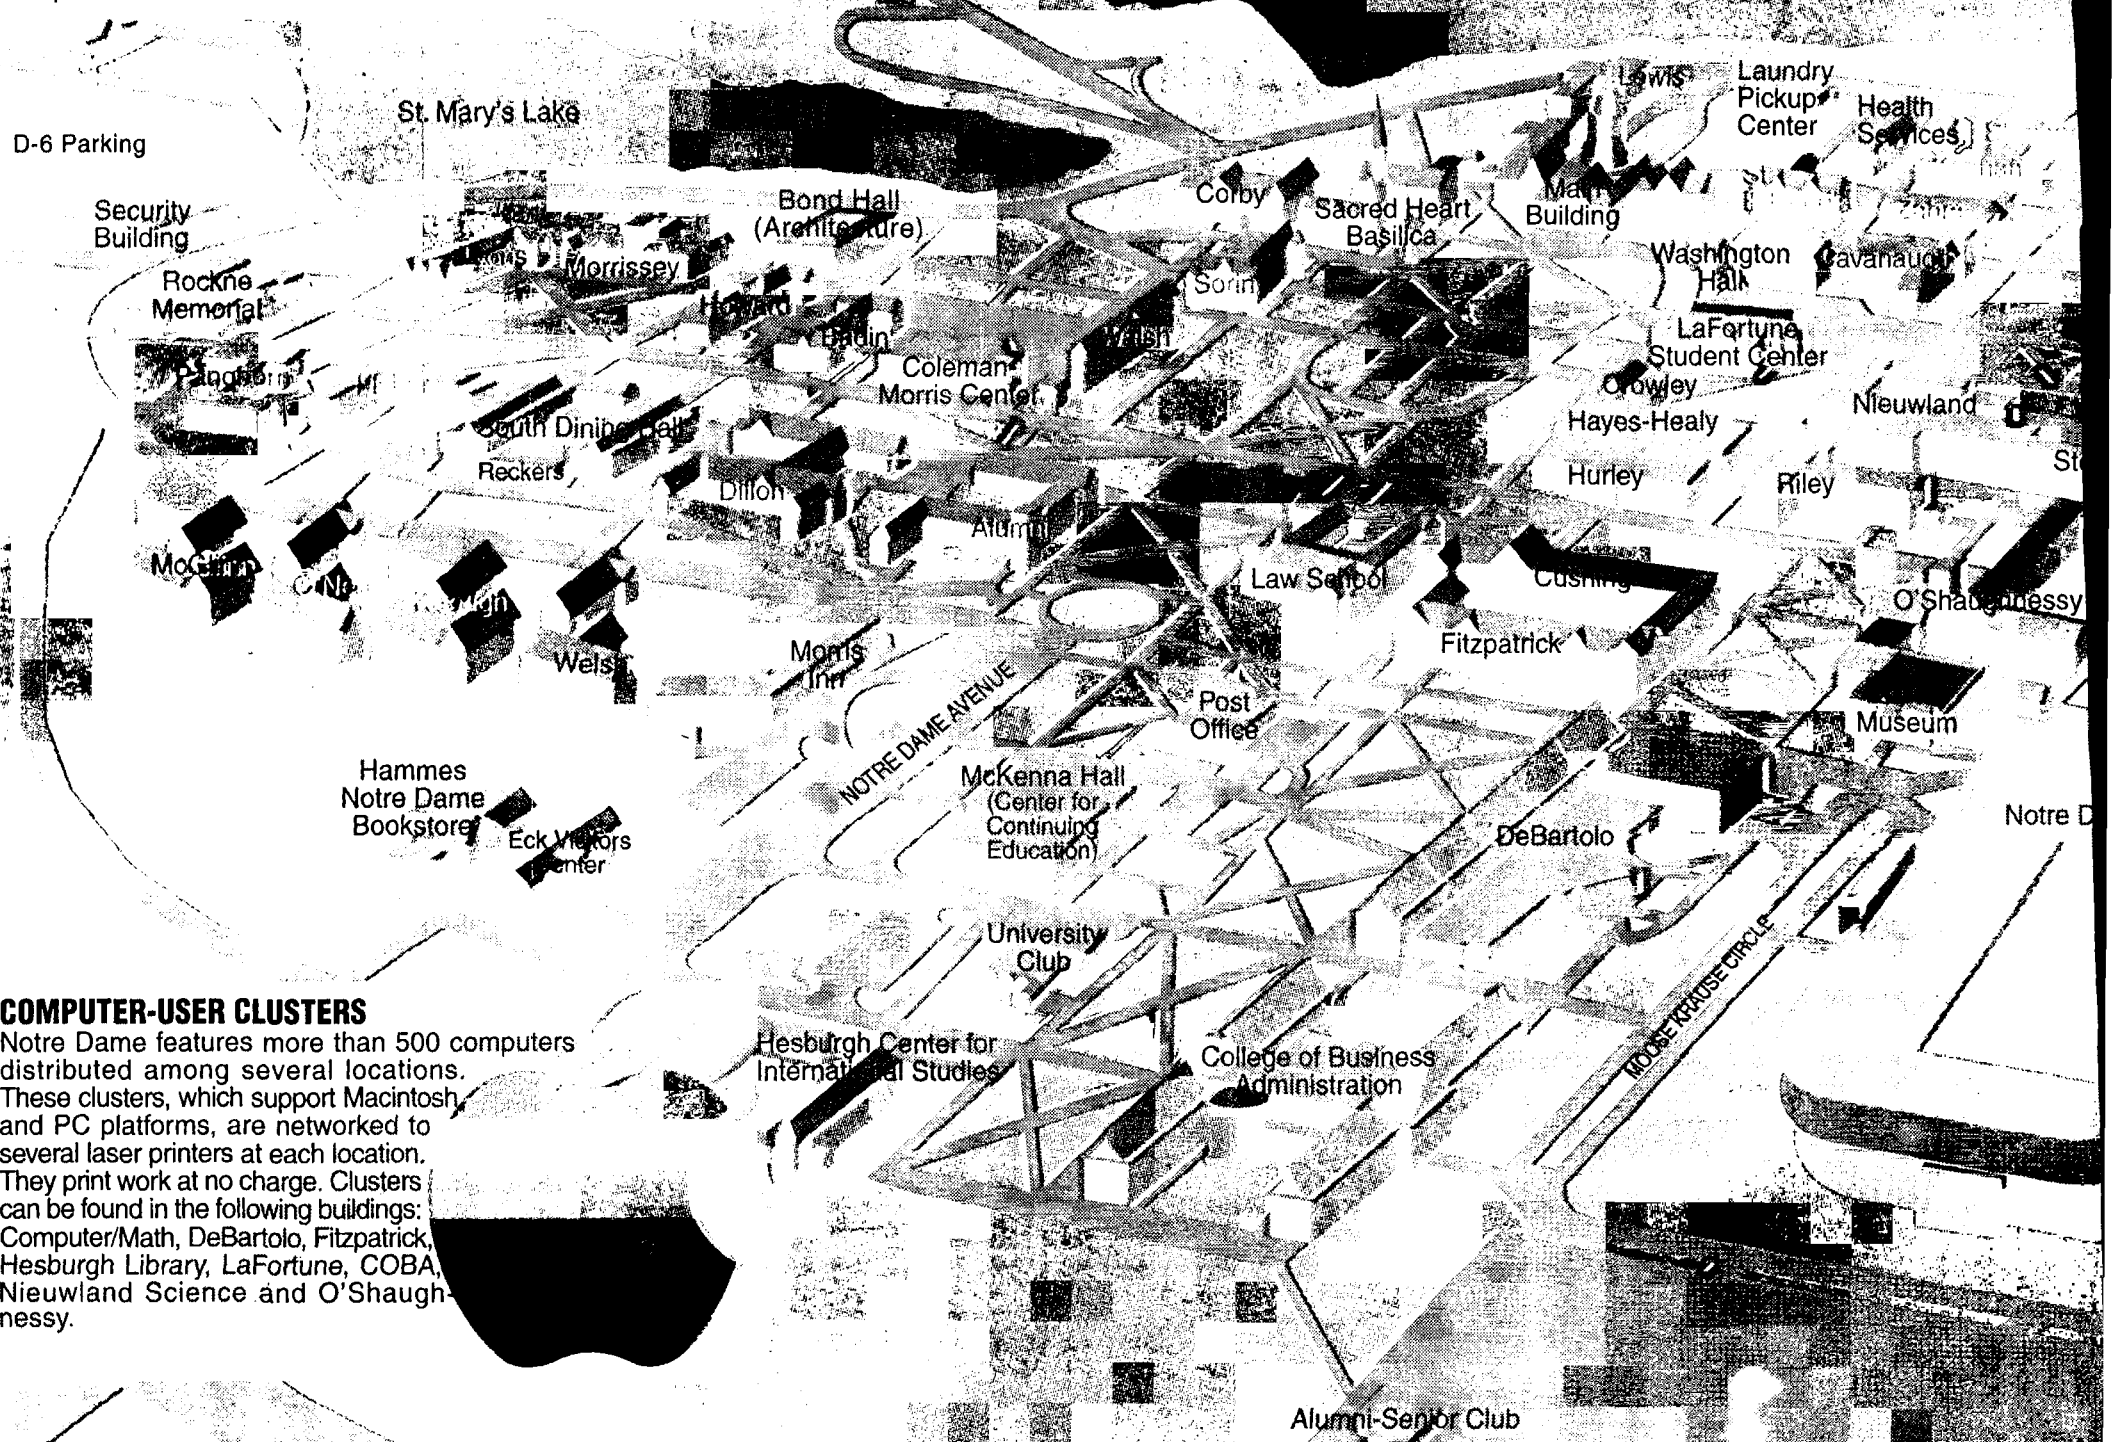 St. Mary's Lake
D-6 Parking
Lewis
Laundry
Pickup
Center
Health
Services
Security
Building
Bond Hall
(Architecture)
Corby
Sacred Heart
Basilica
Math
Building
Rockne
Memorial
Morrissey
Howard
Badin
Sorin
Walsh
Washington
Hall
Cavanaugh
LaFortune
Student Center
Coleman
Morris Center
Crowley
Nieuwland
Pangborn
South Dining Hall
Hayes-Healy
Reckers
Dillon
Hurley
Riley
Alumni
Law School
Cushing
O'Shaughnessy
Fitzpatrick
Welsh
Morris
Inn
NOTRE DAME AVENUE
Post
Office
Museum
Hammes
Notre Dame
Bookstore
Eck Visitors
Center
McKenna Hall
(Center for
Continuing
Education)
DeBartolo
Notre D
University
Club
MOOSE KRAUSE CIRCLE
Hesburgh Center for
International Studies
College of Business
Administration
COMPUTER-USER CLUSTERS
Notre Dame features more than 500 computers
distributed among several locations.
These clusters, which support Macintosh
and PC platforms, are networked to
several laser printers at each location.
They print work at no charge. Clusters
can be found in the following buildings:
Computer/Math, DeBartolo, Fitzpatrick,
Hesburgh Library, LaFortune, COBA,
Nieuwland Science and O'Shaugh-
nessy.
Alumni-Senior Club